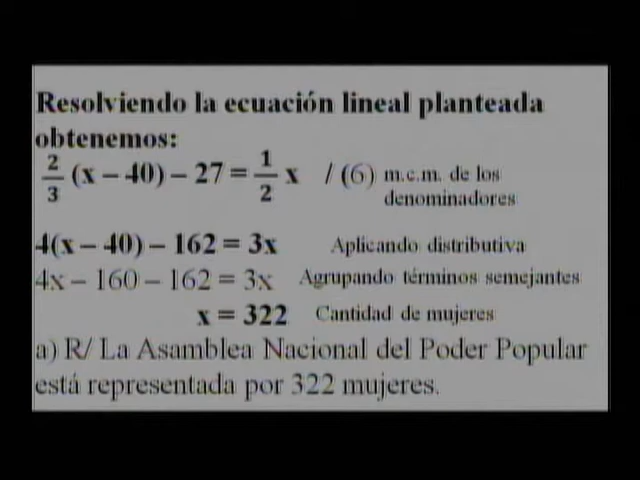 Resolviendo la ecuación lineal planteada
obtenemos:
2/3 (x – 40) – 27 = 1/2 x / (6) m.c.m. de los
denominadores
4(x – 40) – 162 = 3x Aplicando distributiva
4x – 160 – 162 = 3x Agrupando términos semejantes
x = 322 Cantidad de mujeres
a) R/ La Asamblea Nacional del Poder Popular
está representada por 322 mujeres.